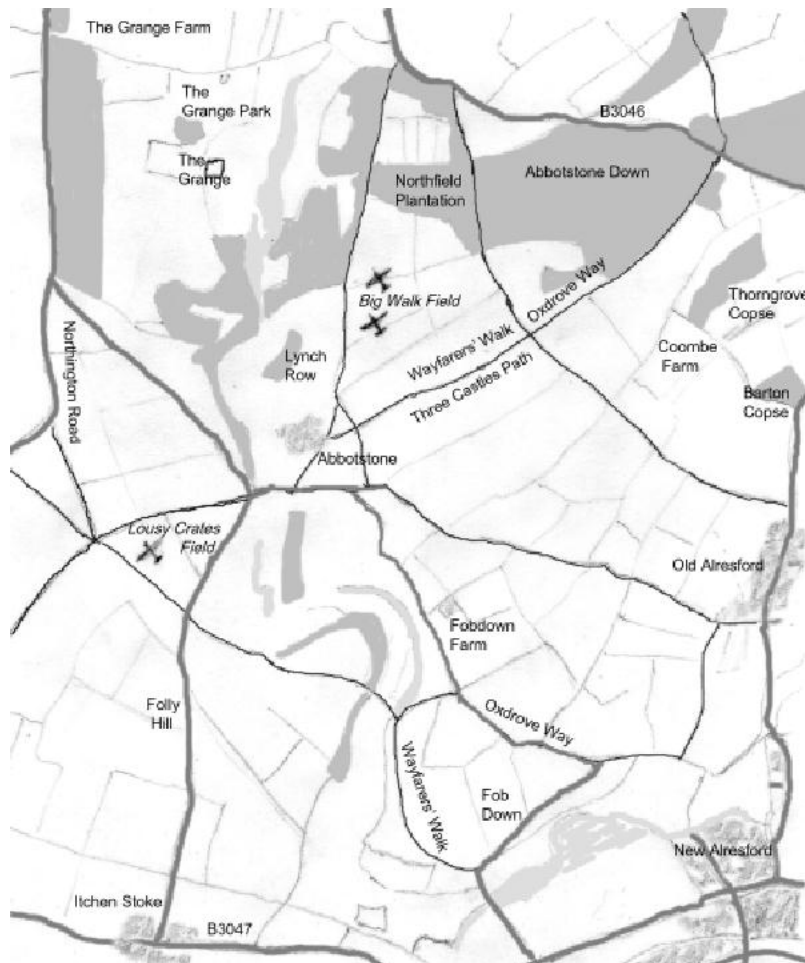 The Grange Farm
The
Grange Park
B3046
The
Grange
Northfield
Plantation
Abbotstone Down
Big Walk Field
Oxdrove Way
Thorngrove
Copse
Northington Road
Lynch
Row
Wayfarers' Walk
Three Castles Path
Coombe
Farm
Barton
Copse
Abbotstone
Lousy Crates
Field
Old Alresford
Fobdown
Farm
Folly
Hill
Oxdrove Way
Wayfarers' Walk
Fob
Down
New Alresford
Itchen Stoke
B3047